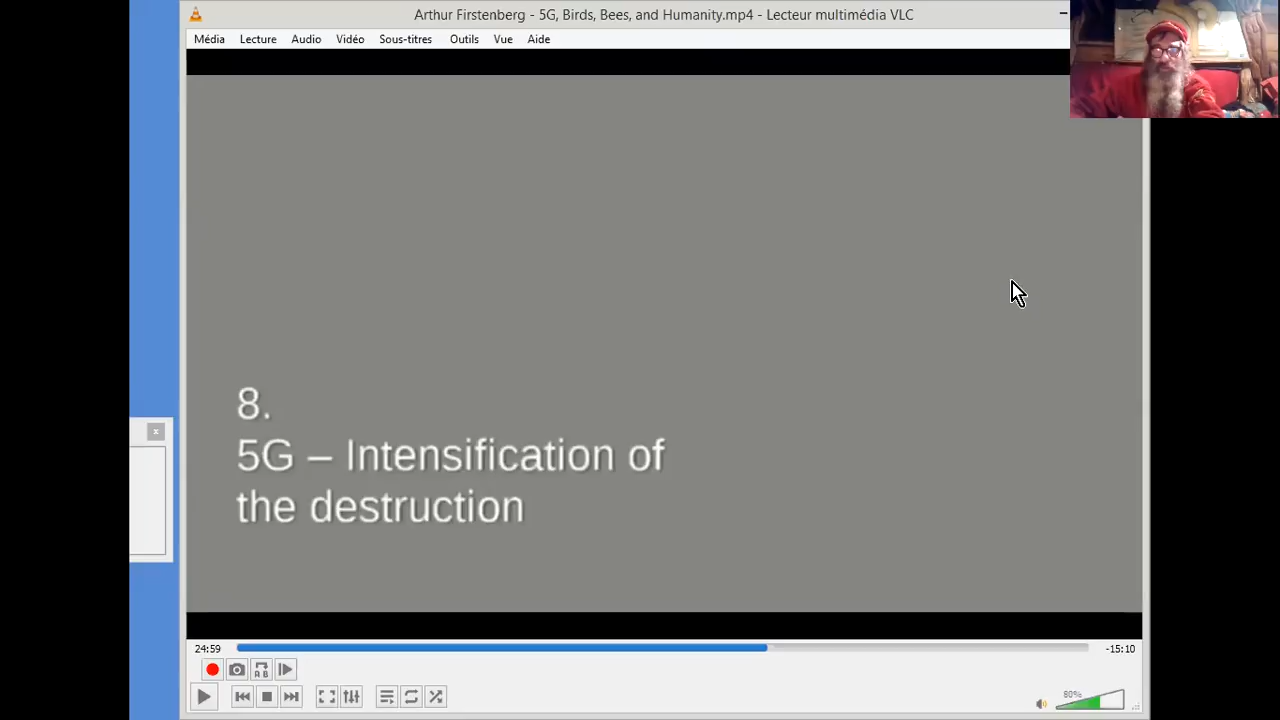 Arthur Firstenberg - 5G, Birds, Bees, and Humanity.mp4 - Lecteur multimédia VLC
Média Lecture Audio Vidéo Sous-titres Outils Vue Aide
8.
5G – Intensification of
the destruction
24:59
-15:10
A B
80%